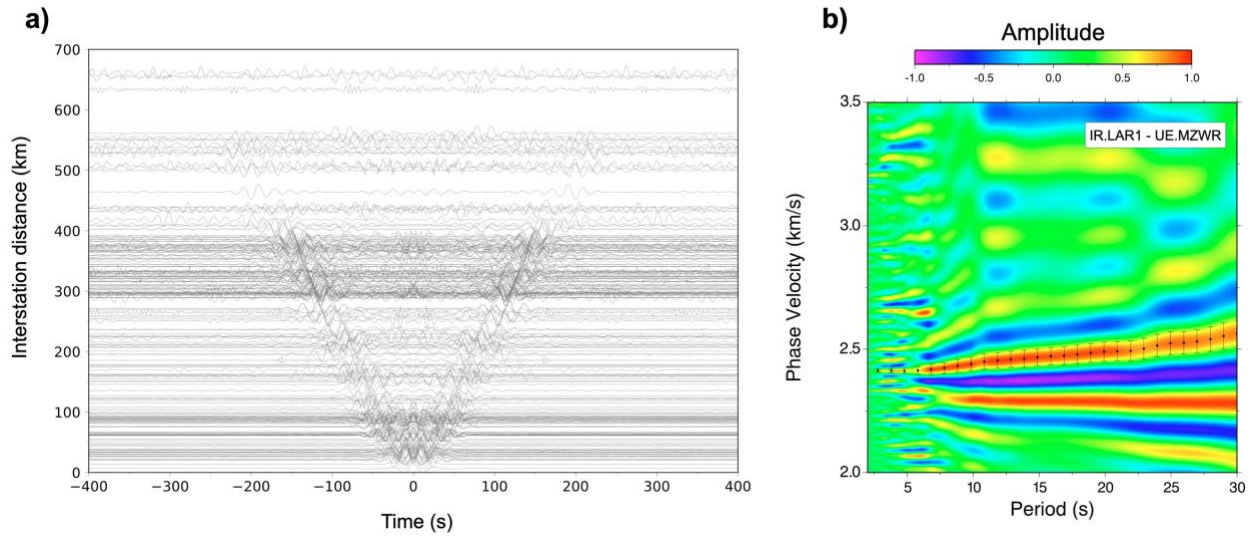 a)
700
600
500
400
300
200
100
0
Interstation distance (km)
−400 −300 −200 −100 0 100 200 300 400
Time (s)
b)
Amplitude
-1.0 -0.5 0.0 0.5 1.0
3.5
3.0
2.5
2.0
Phase Velocity (km/s)
IR.LAR1 - UE.MZWR
5 10 15 20 25 30
Period (s)